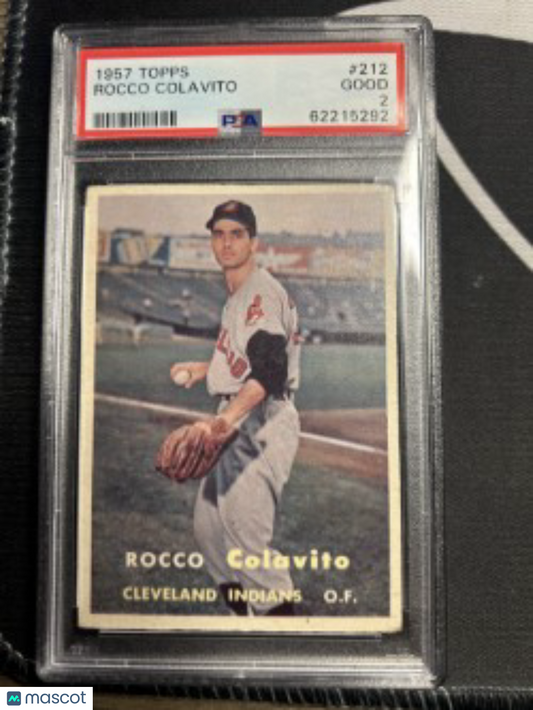 1957 TOPPS #212
ROCCO COLAVITO GOOD
2
PSA 62215292
ROCCO Colavito
CLEVELAND INDIANS O.F.
mascot